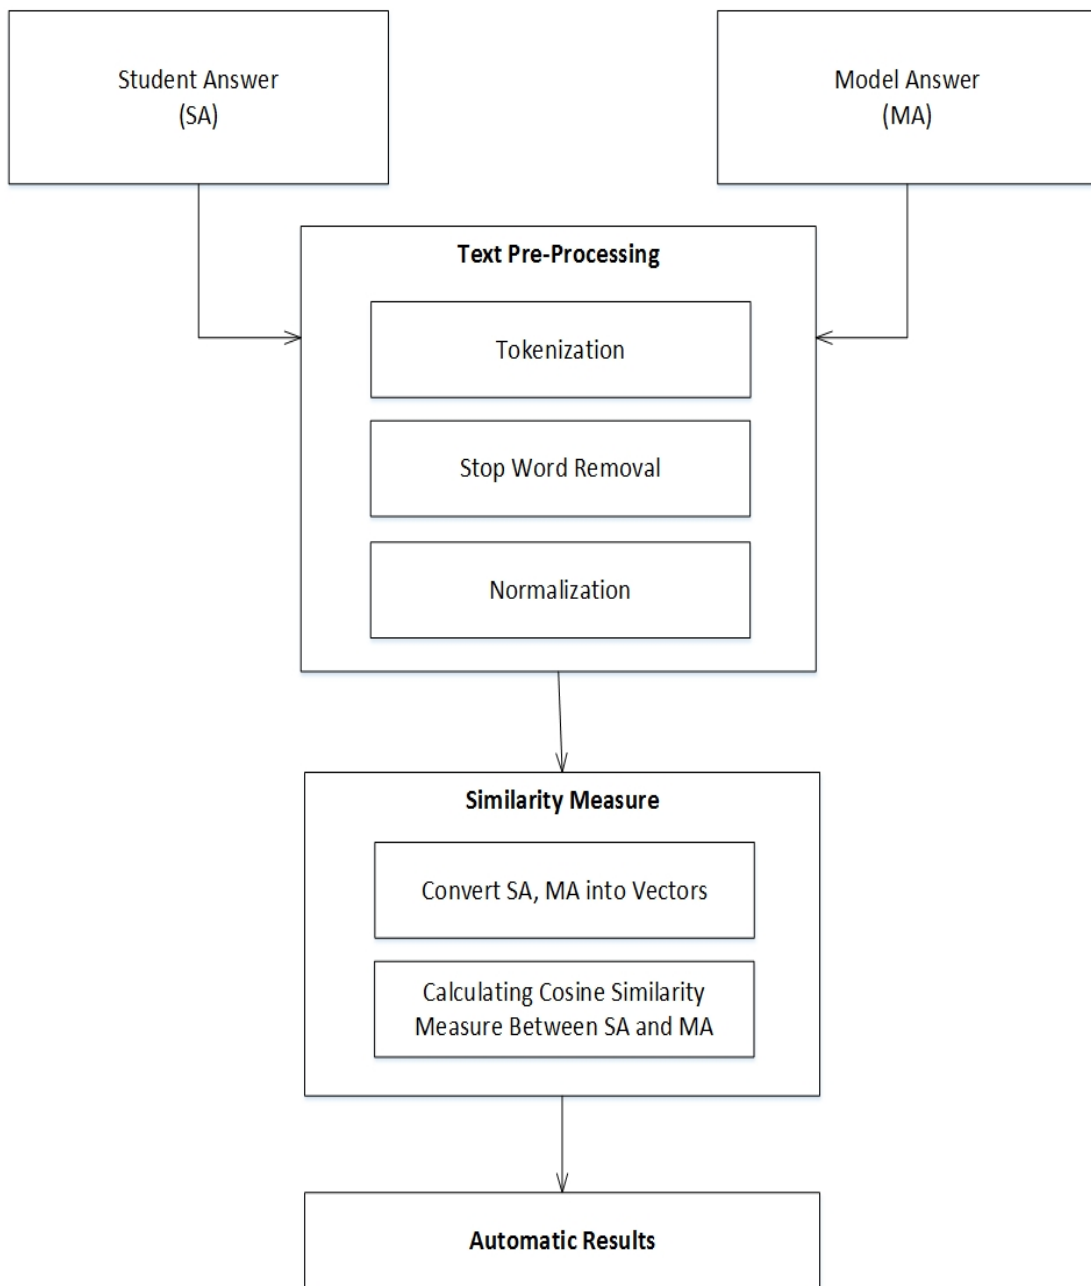 Student Answer
(SA)
Model Answer
(MA)
Text Pre-Processing
Tokenization
Stop Word Removal
Normalization
Similarity Measure
Convert SA, MA into Vectors
Calculating Cosine Similarity
Measure Between SA and MA
Automatic Results